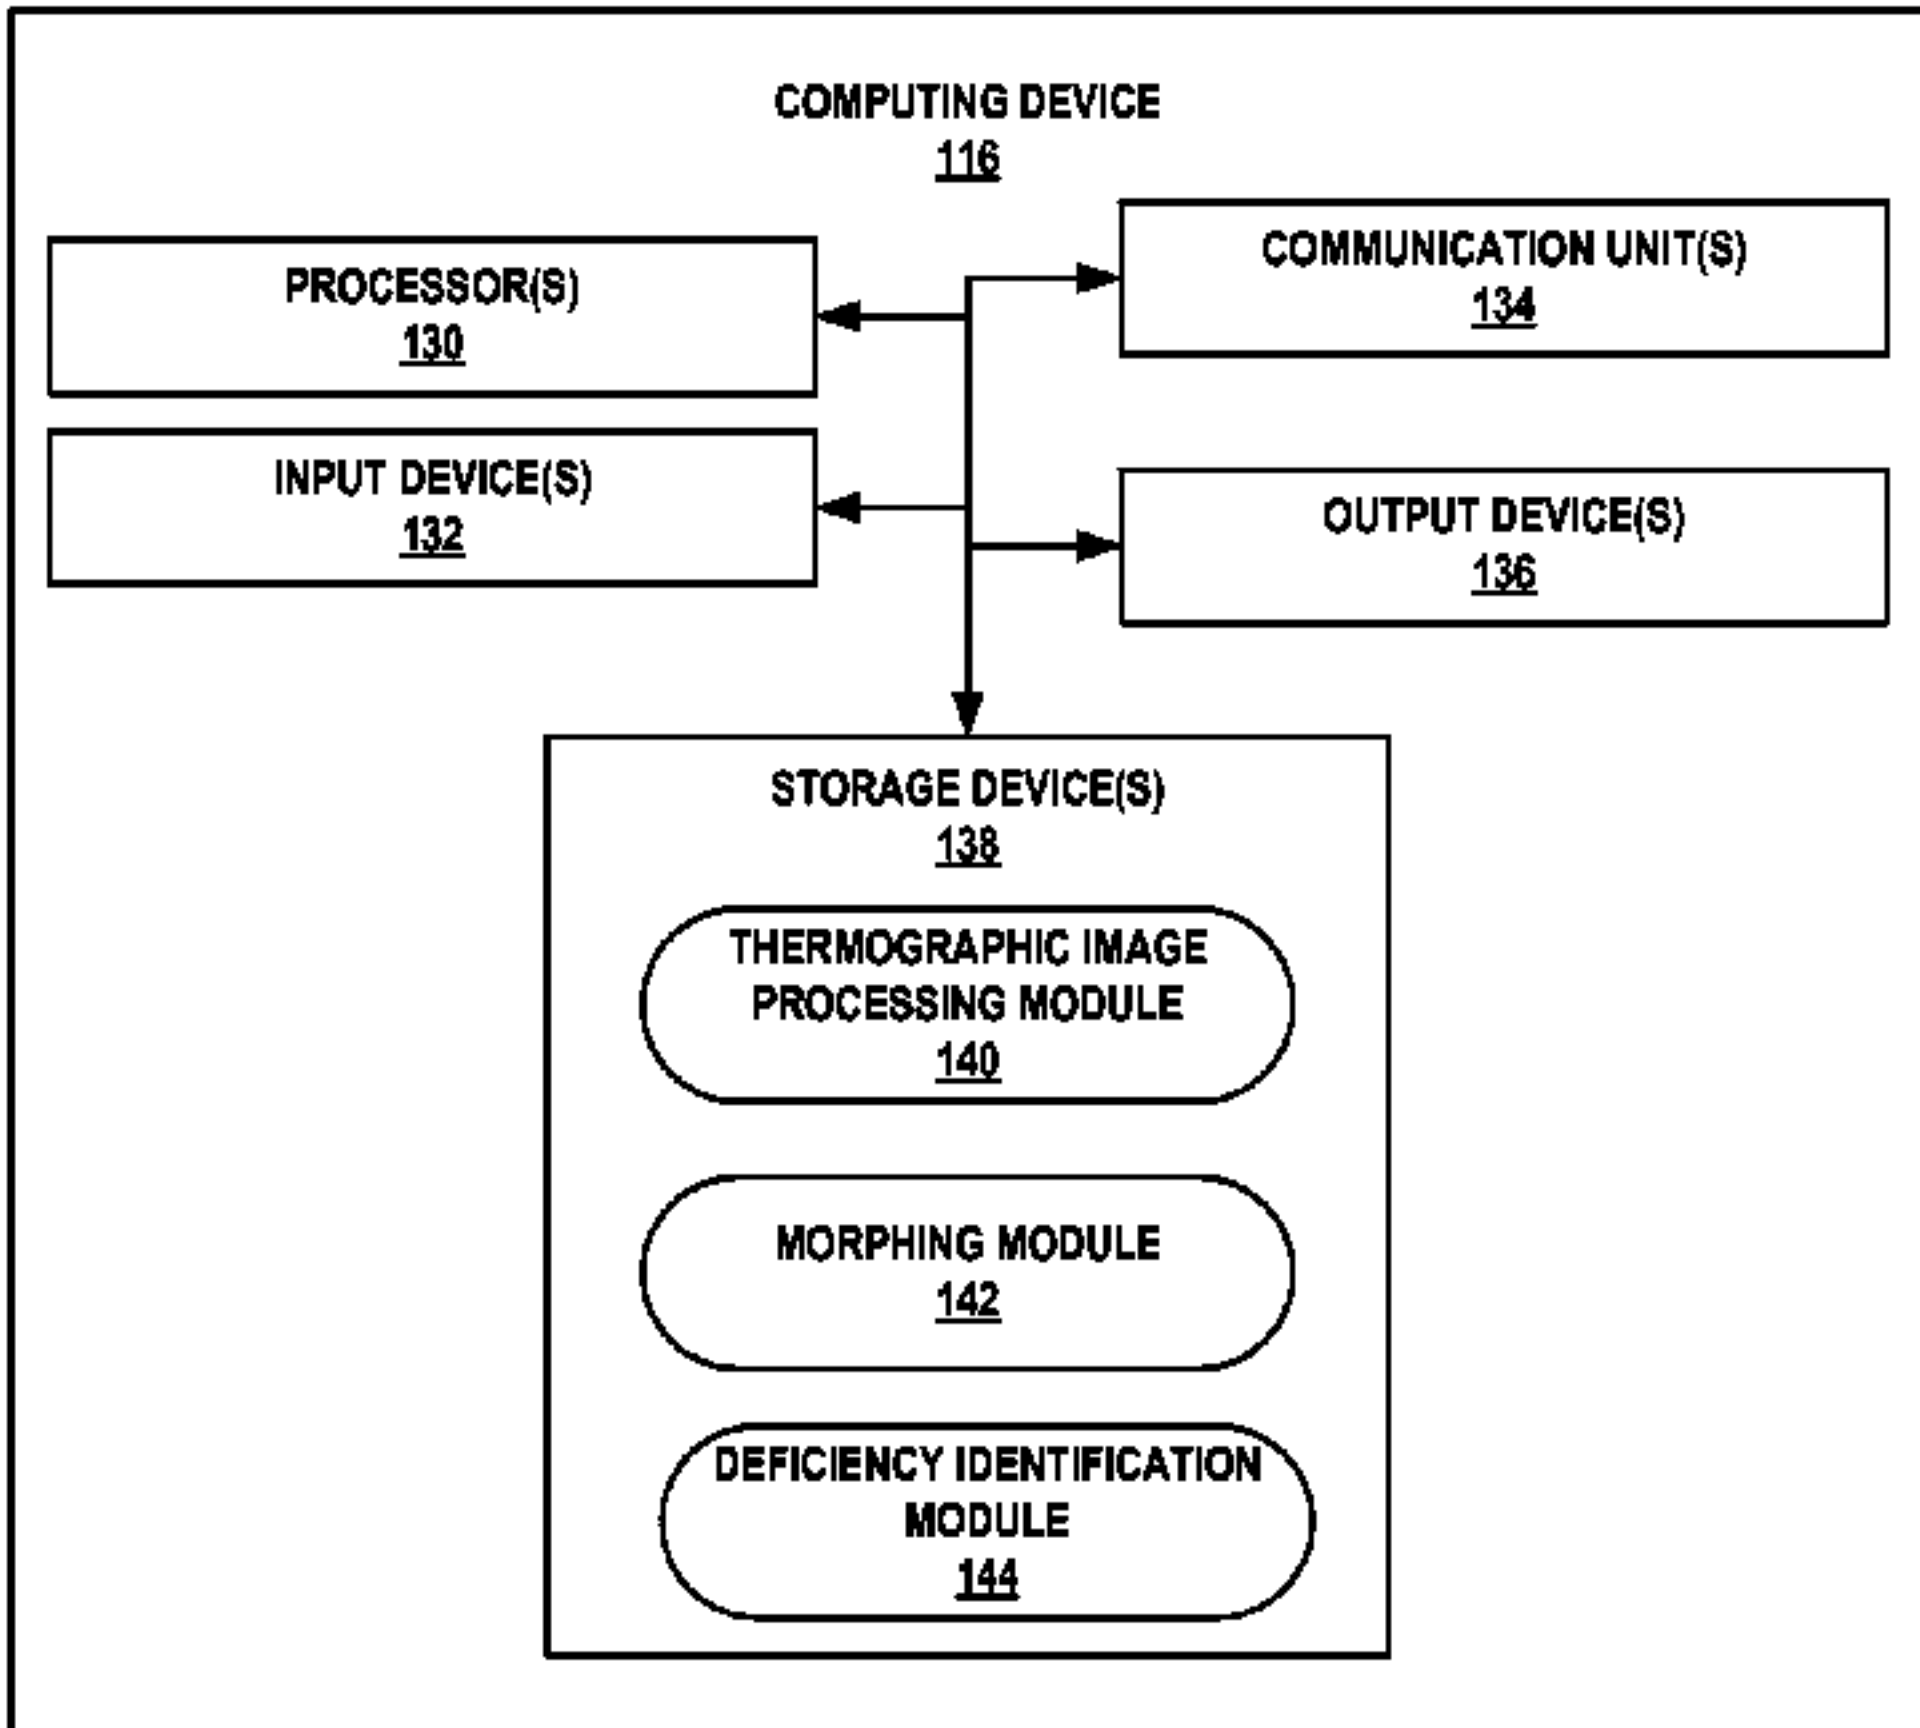 COMPUTING DEVICE
116
PROCESSOR(S)
130
COMMUNICATION UNIT(S)
134
INPUT DEVICE(S)
132
OUTPUT DEVICE(S)
136
STORAGE DEVICE(S)
138
THERMOGRAPHIC IMAGE
PROCESSING MODULE
140
MORPHING MODULE
142
DEFICIENCY IDENTIFICATION
MODULE
144